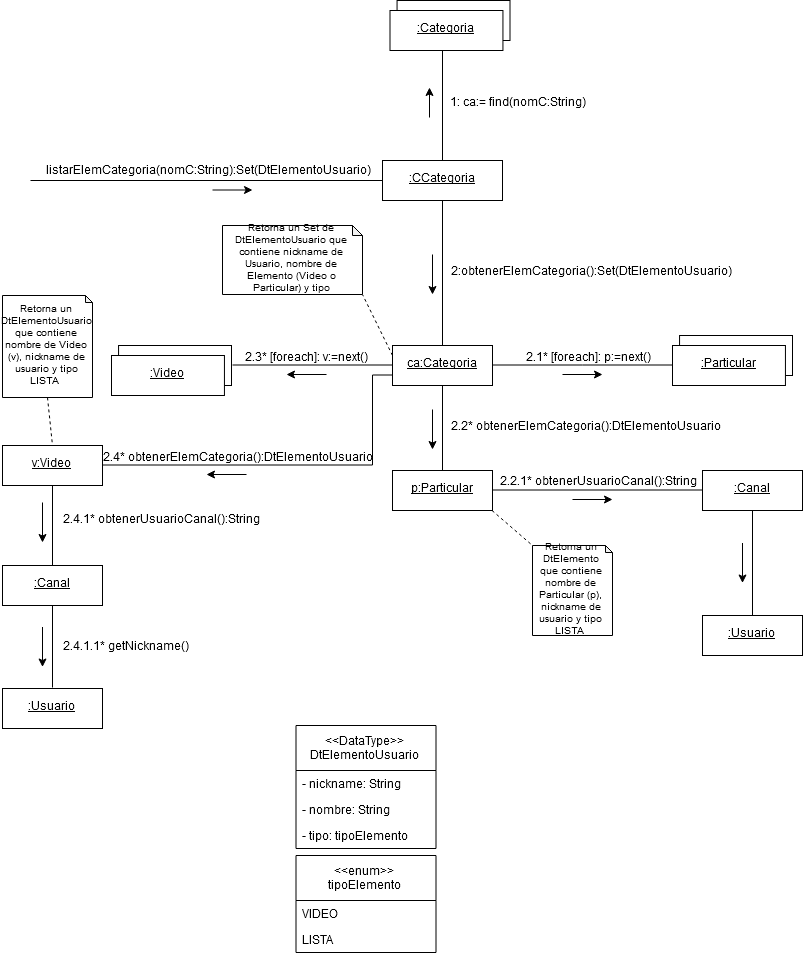 :Categoria
1: ca:= find(nomC:String)
listarElemCategoria(nomC:String):Set(DtElementoUsuario)
:CCategoria
Retorna un Set de
DtElementoUsuario que
contiene nickname de
Usuario, nombre de
Elemento (Video o
Particular) y tipo
2:obtenerElemCategoria():Set(DtElementoUsuario)
Retorna un
DtElementoUsuario
que contiene
nombre de Video
(v), nickname de
usuario y tipo
LISTA
2.3* [foreach]: v:=next()
:Video
ca:Categoria
2.1* [foreach]: p:=next()
:Particular
2.2* obtenerElemCategoria():DtElementoUsuario
2.4* obtenerElemCategoria():DtElementoUsuario
v:Video
p:Particular
2.2.1* obtenerUsuarioCanal():String
:Canal
2.4.1* obtenerUsuarioCanal():String
Retorna un
DtElemento
que contiene
nombre de
Particular (p),
nickname de
usuario y tipo
LISTA
:Canal
:Usuario
2.4.1.1* getNickname()
:Usuario
<<DataType>>
DtElementoUsuario
- nickname: String
- nombre: String
- tipo: tipoElemento
<<enum>>
tipoElemento
VIDEO
LISTA